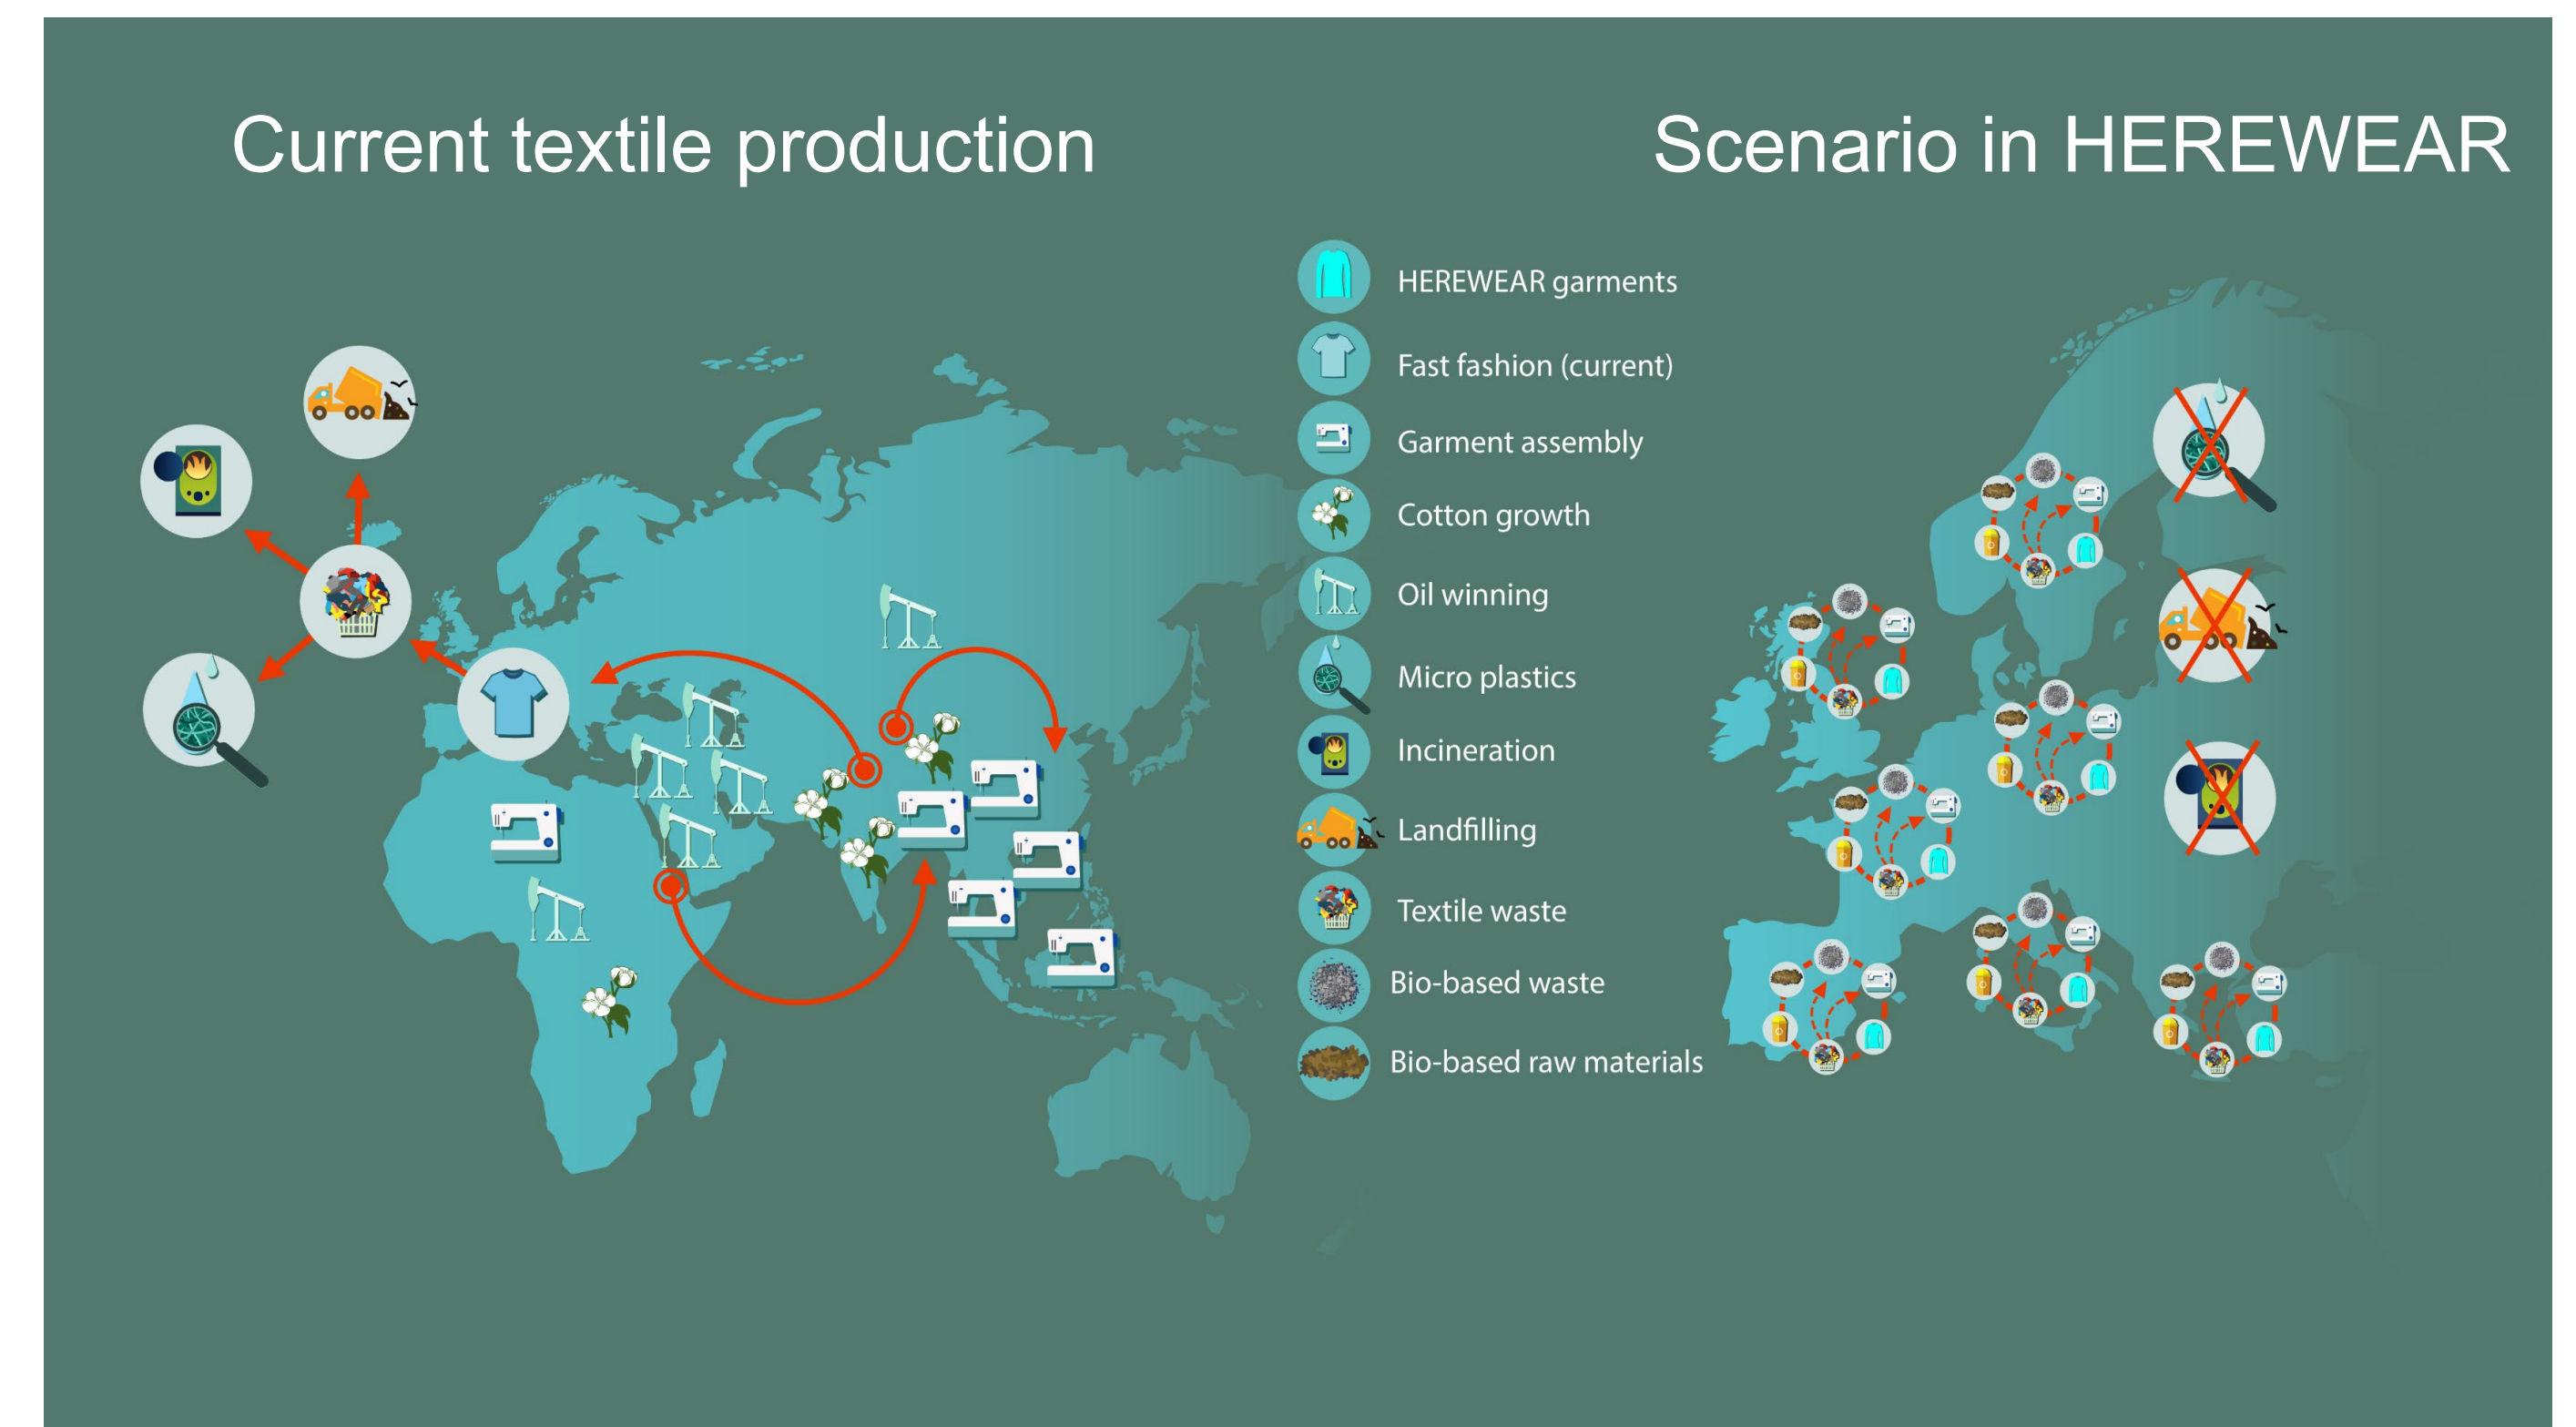 Current textile production
Scenario in HEREWEAR
HEREWEAR garments
Fast fashion (current)
Garment assembly
Cotton growth
Oil winning
Micro plastics
Incineration
Landfilling
Textile waste
Bio-based waste
Bio-based raw materials